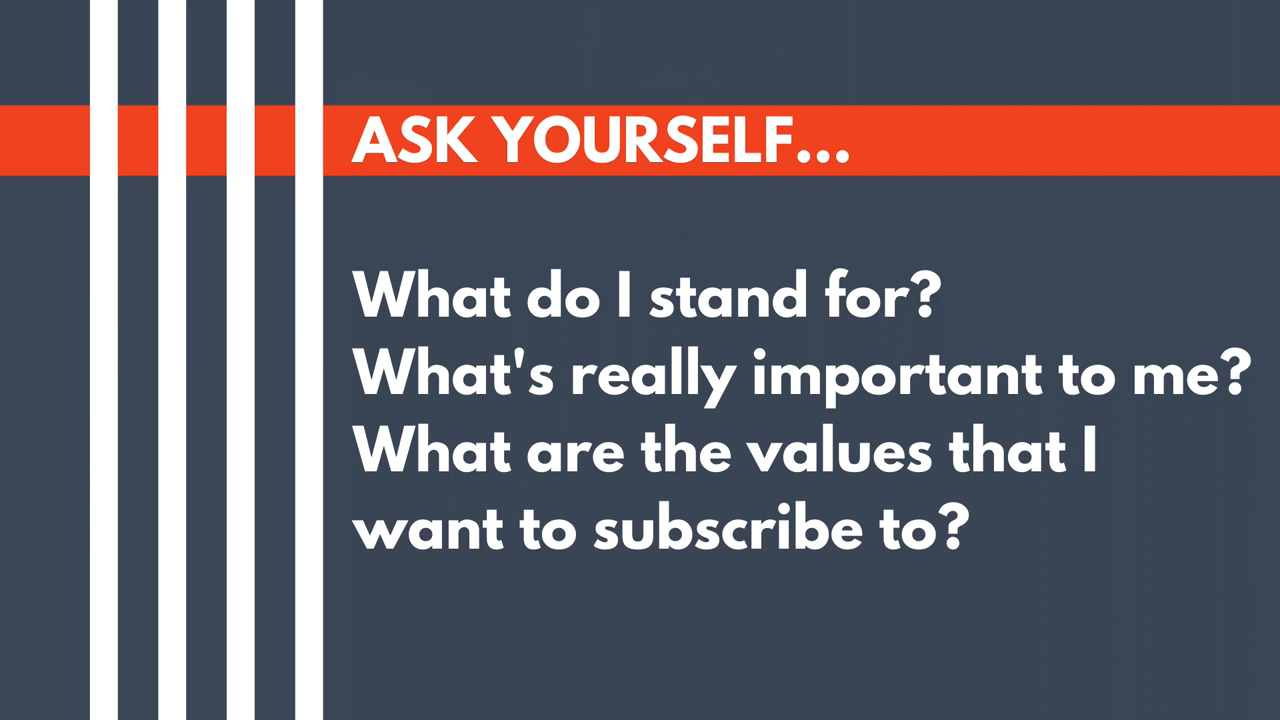 ASK YOURSELF...
What do I stand for?
What's really important to me?
What are the values that I
want to subscribe to?